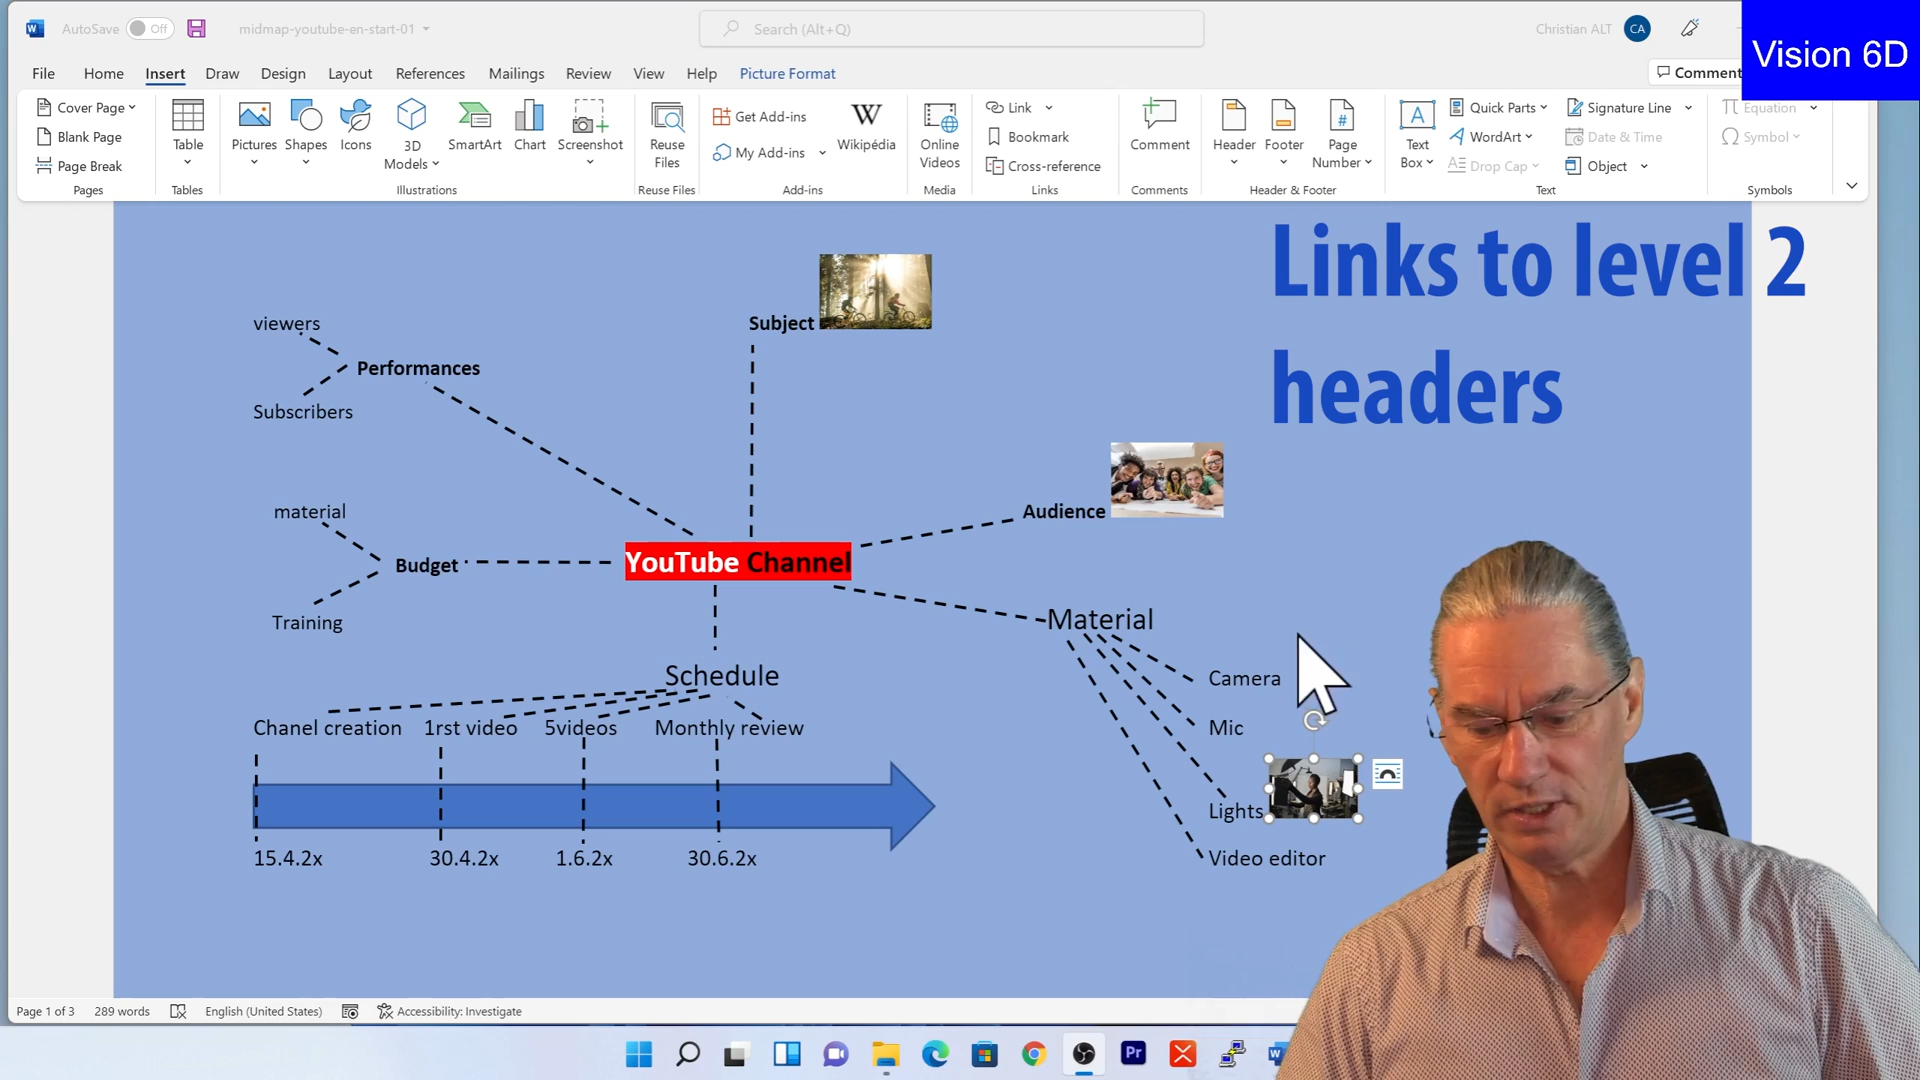 AutoSave Off
midmap-youtube-en-start-01
Search (Alt+Q)
Christian ALT CA
Vision 6D
File Home Insert Draw Design Layout References Mailings Review View Help Picture Format
Comment
Cover Page
Blank Page
Page Break
Pages
Table
Tables
Pictures
Shapes
Icons
3D
Models
SmartArt
Chart
Screenshot
Illustrations
Reuse
Files
Reuse Files
Get Add-ins
My Add-ins
W
Wikipédia
Add-ins
Online
Videos
Media
Link
Bookmark
Cross-reference
Links
Comment
Comments
Header
Footer
Page
Number
Header & Footer
Text
Box
Quick Parts
WordArt
Drop Cap
Signature Line
Date & Time
Object
Text
Equation
Symbol
Symbols
Links to level 2
headers
Subject
viewers
Performances
Subscribers
material
Budget
Training
Audience
YouTube Channel
Material
Camera
Mic
Lights
Video editor
Schedule
Chanel creation 1rst video 5videos Monthly review
15.4.2x 30.4.2x 1.6.2x 30.6.2x
Page 1 of 3 289 words English (United States) Accessibility: Investigate
Pr
W